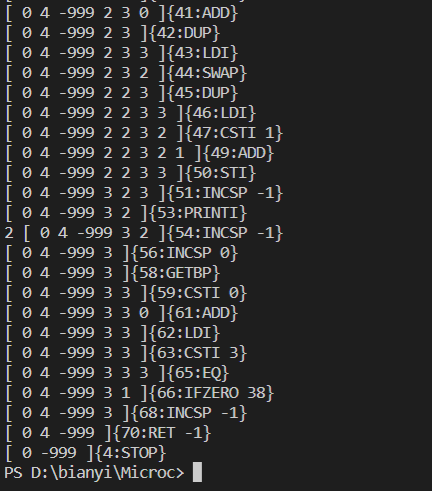 [ 0 4 -999 2 3 0 ]{41:ADD}
[ 0 4 -999 2 3 ]{42:DUP}
[ 0 4 -999 2 3 3 ]{43:LDI}
[ 0 4 -999 2 3 2 ]{44:SWAP}
[ 0 4 -999 2 2 3 ]{45:DUP}
[ 0 4 -999 2 2 3 3 ]{46:LDI}
[ 0 4 -999 2 2 3 2 ]{47:CSTI 1}
[ 0 4 -999 2 2 3 2 1 ]{49:ADD}
[ 0 4 -999 2 2 3 3 ]{50:STI}
[ 0 4 -999 3 2 3 ]{51:INCSP -1}
[ 0 4 -999 3 2 ]{53:PRINTI}
2 [ 0 4 -999 3 2 ]{54:INCSP -1}
[ 0 4 -999 3 ]{56:INCSP 0}
[ 0 4 -999 3 ]{58:GETBP}
[ 0 4 -999 3 3 ]{59:CSTI 0}
[ 0 4 -999 3 3 0 ]{61:ADD}
[ 0 4 -999 3 3 ]{62:LDI}
[ 0 4 -999 3 3 ]{63:CSTI 3}
[ 0 4 -999 3 3 3 ]{65:EQ}
[ 0 4 -999 3 1 ]{66:IFZERO 38}
[ 0 4 -999 3 ]{68:INCSP -1}
[ 0 4 -999 ]{70:RET -1}
[ 0 -999 ]{4:STOP}
PS D:\bianyi\Microc>